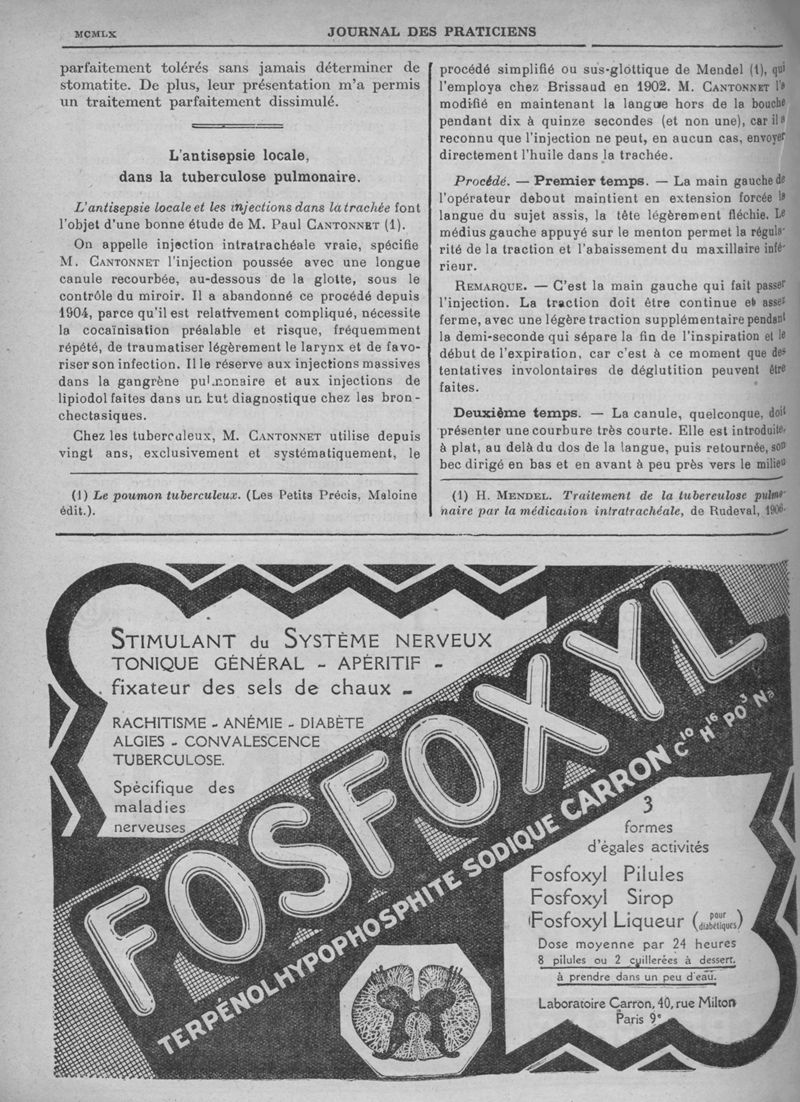 MCMLX
JOURNAL DES PRATICIENS
parfaitement tolérés sans jamais déterminer de
stomatite. De plus, leur présentation m'a permis
un traitement parfaitement dissimulé.
L'antisepsie locale,
dans la tuberculose pulmonaire.
L'antisepsie locale et les injections dans la trachée font
l'objet d'une bonne étude de M. Paul CANTONNET (1).
On appelle injection intratrachéale vraie, spécifie
M. CANTONNET l'injection poussée avec une longue
canule recourbée, au-dessous de la glotte, sous le
contrôle du miroir. Il a abandonné ce procédé depuis
1904, parce qu'il est relativement compliqué, nécessite
la cocaïnisation préalable et risque, fréquemment
répété, de traumatiser légèrement le larynx et de favo-
riser son infection. Il le réserve aux injections massives
dans la gangrène pulmonaire et aux injections de
lipiodol faites dans un but diagnostique chez les bron-
chectasiques.
Chez les tuberculeux, M. CANTONNET utilise depuis
vingt ans, exclusivement et systématiquement, le
(1) Le poumon tuberculeux. (Les Petits Précis, Maloine
édit.).
procédé simplifié ou sus-glottique de Mendel (1), qui
l'employa chez Brissaud en 1902. M. CANTONNET l'a
modifié en maintenant la langue hors de la bouche
pendant dix à quinze secondes (et non une), car il a
reconnu que l'injection ne peut, en aucun cas, envoyer
directement l'huile dans la trachée.
Procédé. — Premier temps. — La main gauche de
l'opérateur debout maintient en extension forcée la
langue du sujet assis, la tête légèrement fléchie. Le
médius gauche appuyé sur le menton permet la régula-
rité de la traction et l'abaissement du maxillaire infé-
rieur.
REMARQUE. — C'est la main gauche qui fait passer
l'injection. La traction doit être continue et assez
ferme, avec une légère traction supplémentaire pendant
la demi-seconde qui sépare la fin de l'inspiration et le
début de l'expiration, car c'est à ce moment que des
tentatives involontaires de déglutition peuvent être
faites.
Deuxième temps. — La canule, quelconque, doit
présenter une courbure très courte. Elle est introduite,
à plat, au delà du dos de la langue, puis retournée, son
bec dirigé en bas et en avant à peu près vers le milieu
(1) H. MENDEL. Traitement de la tuberculose pulmo-
naire par la médication intratrachéale, de Rudeval, 1906.
STIMULANT du SYSTÈME NERVEUX
TONIQUE GÉNÉRAL - APÉRITIF -
fixateur des sels de chaux -
RACHITISME - ANÉMIE - DIABÈTE
ALGIES - CONVALESCENCE
TUBERCULOSE.
Spécifique des
maladies
nerveuses
FOSFOXYL
TERPÉNOLHYPOPHOSPHITE SODIQUE CARRON C10 H16 PO3 Na
3
formes
d'égales activités
Fosfoxyl Pilules
Fosfoxyl Sirop
Fosfoxyl Liqueur (pour diabétiques)
Dose moyenne par 24 heures
8 pilules ou 2 cuillerées à dessert.
à prendre dans un peu d'eau.
Laboratoire Carron, 40, rue Milton
Paris 9e